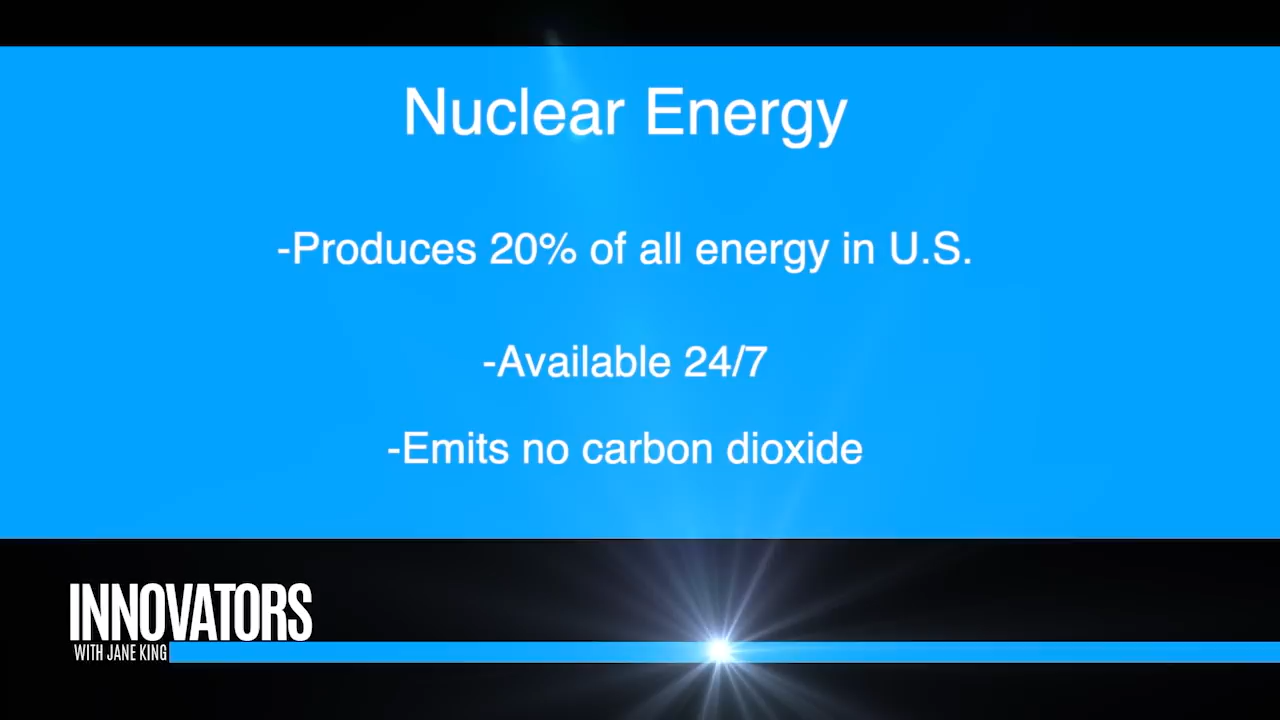 Nuclear Energy
-Produces 20% of all energy in U.S.
-Available 24/7
-Emits no carbon dioxide
INNOVATORS
WITH JANE KING